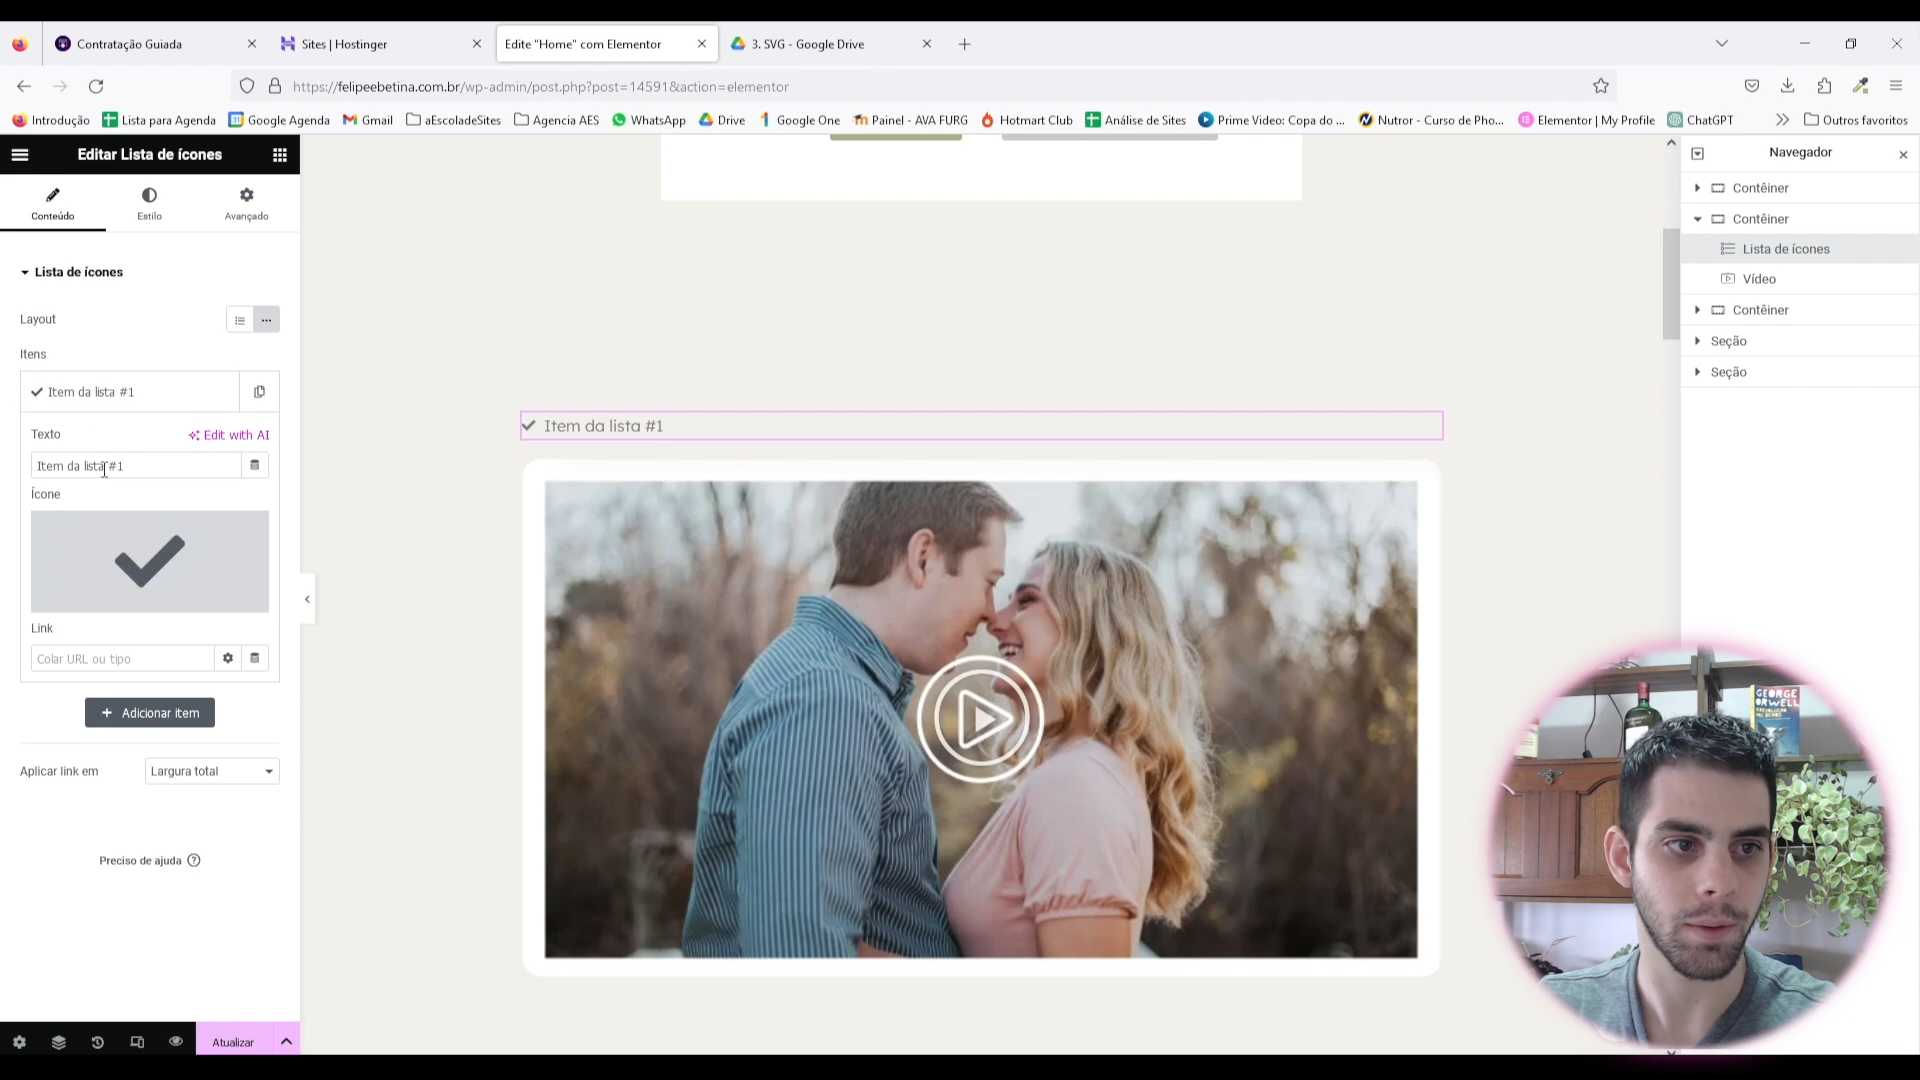 Contratação Guiada
Sites | Hostinger
Edite "Home" com Elementor
3. SVG - Google Drive
https://felipeebetina.com.br/wp-admin/post.php?post=14591&action=elementor
Introdução
Lista para Agenda
Google Agenda
Gmail
aEscoladeSites
Agencia AES
WhatsApp
Drive
Google One
Painel - AVA FURG
Hotmart Club
Análise de Sites
Prime Video: Copa do ...
Nutror - Curso de Pho...
Elementor | My Profile
ChatGPT
Outros favoritos
Editar Lista de ícones
Conteúdo
Estilo
Avançado
Lista de ícones
Layout
Itens
Item da lista #1
Texto
Edit with AI
Item da lista #1
Ícone
Link
Colar URL ou tipo
+ Adicionar item
Aplicar link em
Largura total
Preciso de ajuda ?
Atualizar
Item da lista #1
Navegador
Contêiner
Contêiner
Lista de ícones
Vídeo
Contêiner
Seção
Seção
GEORGE
ORWELL